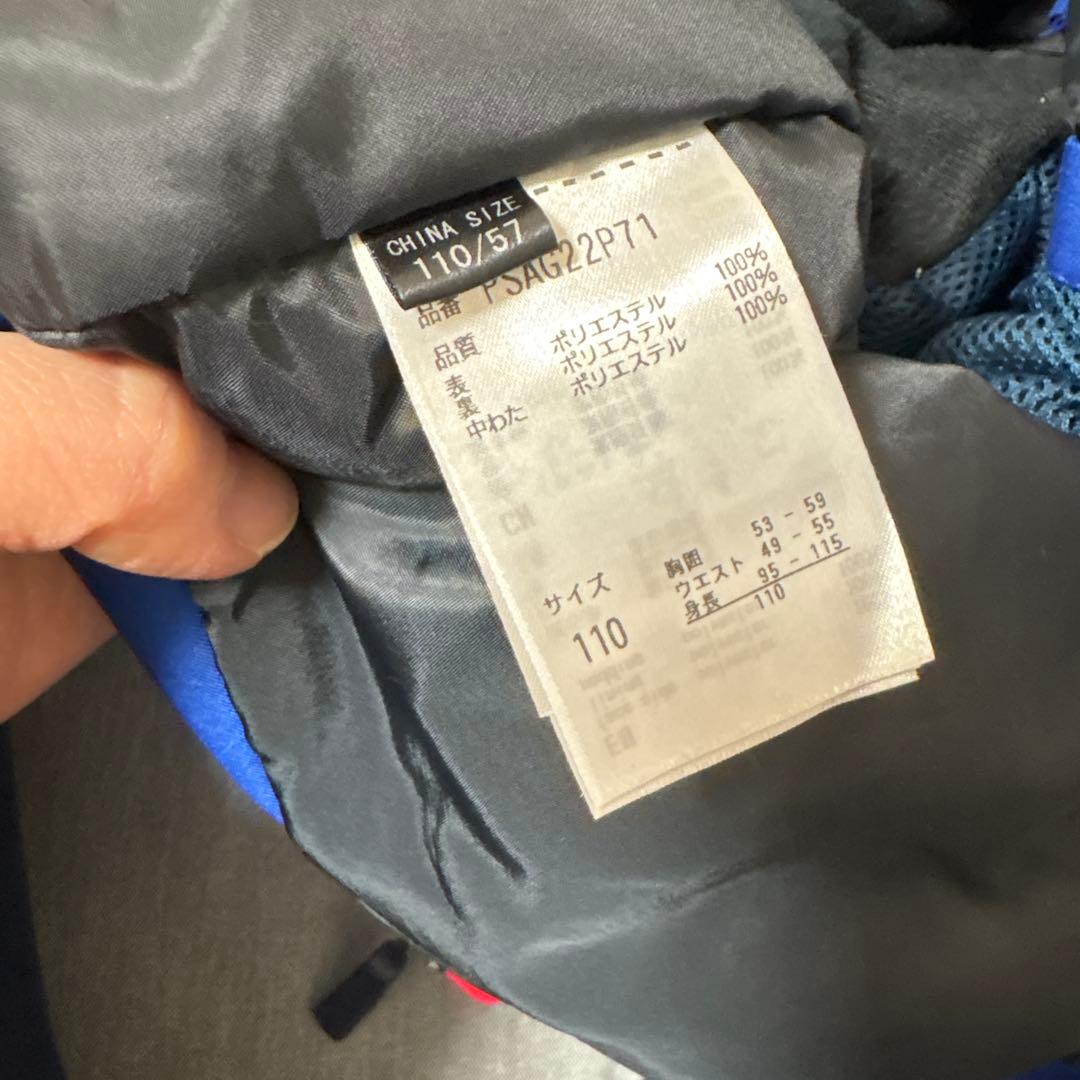 CHINA SIZE
110/57
品番 PSAG22P71
品質
表 ポリエステル 100%
裏 ポリエステル 100%
中わた ポリエステル 100%
サイズ
110
胸囲 53 - 59
ウエスト 49 - 55
身長 95 - 115
110